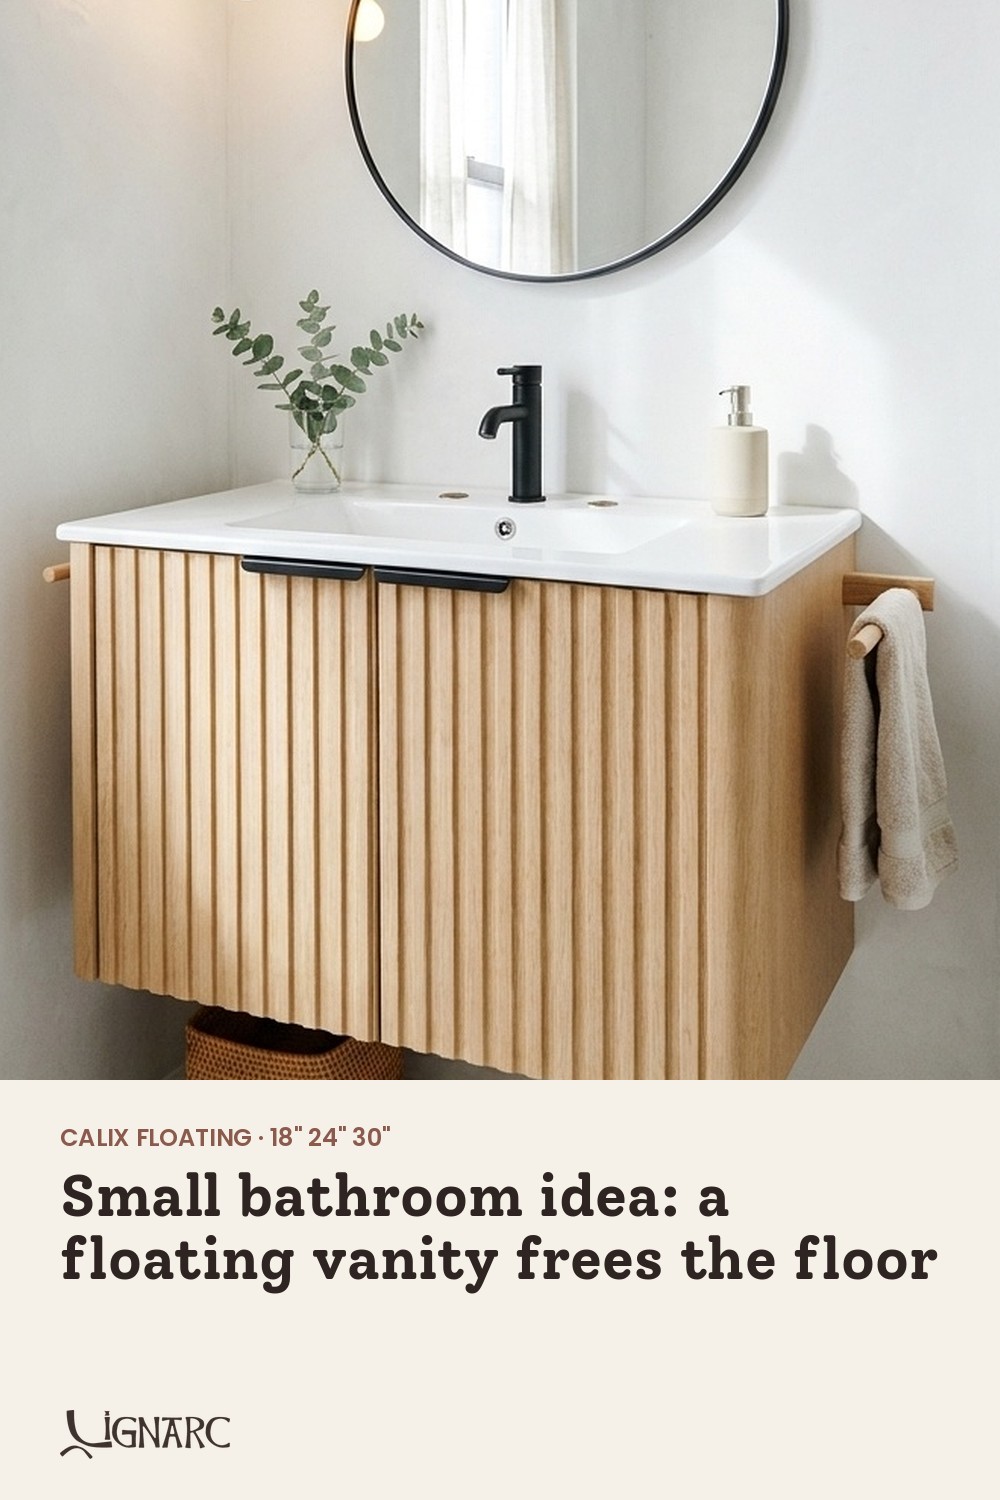 CALIX FLOATING · 18" 24" 30"
Small bathroom idea: a
floating vanity frees the floor
LIGNARC